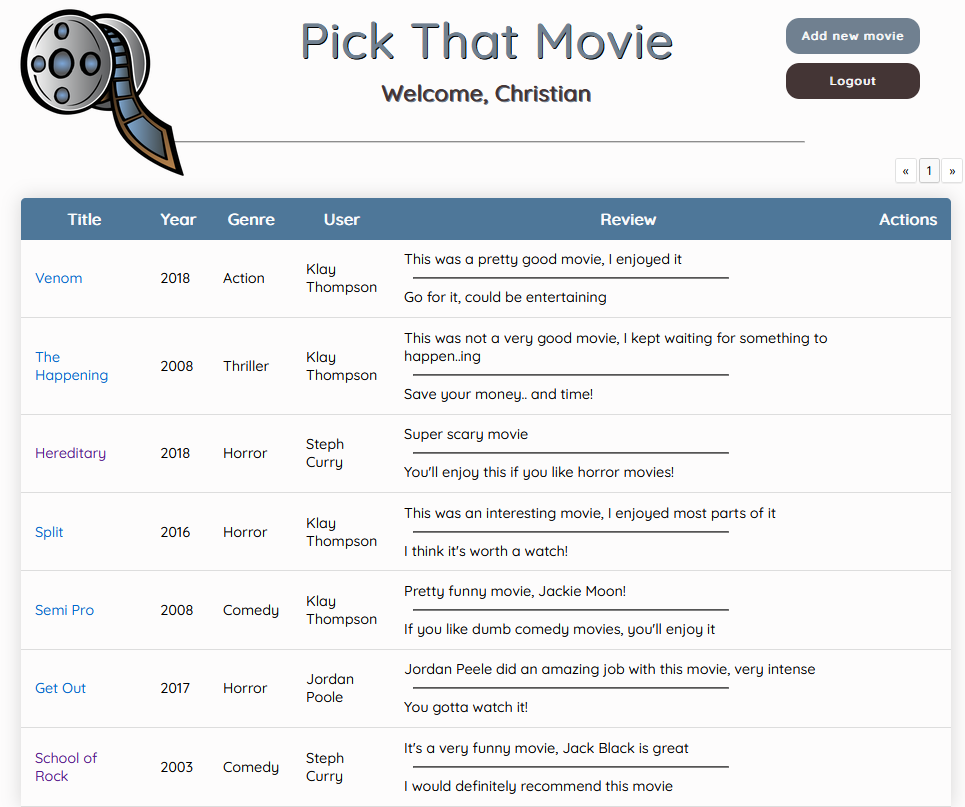 Pick That Movie
Add new movie
Welcome, Christian
Logout
« 1 »
Title Year Genre User Review Actions
Venom 2018 Action Klay Thompson This was a pretty good movie, I enjoyed it
Go for it, could be entertaining
The Happening 2008 Thriller Klay Thompson This was not a very good movie, I kept waiting for something to
happen..ing
Save your money.. and time!
Hereditary 2018 Horror Steph Curry Super scary movie
You'll enjoy this if you like horror movies!
Split 2016 Horror Klay Thompson This was an interesting movie, I enjoyed most parts of it
I think it's worth a watch!
Semi Pro 2008 Comedy Klay Thompson Pretty funny movie, Jackie Moon!
If you like dumb comedy movies, you'll enjoy it
Get Out 2017 Horror Jordan Poole Jordan Peele did an amazing job with this movie, very intense
You gotta watch it!
School of Rock 2003 Comedy Steph Curry It's a very funny movie, Jack Black is great
I would definitely recommend this movie